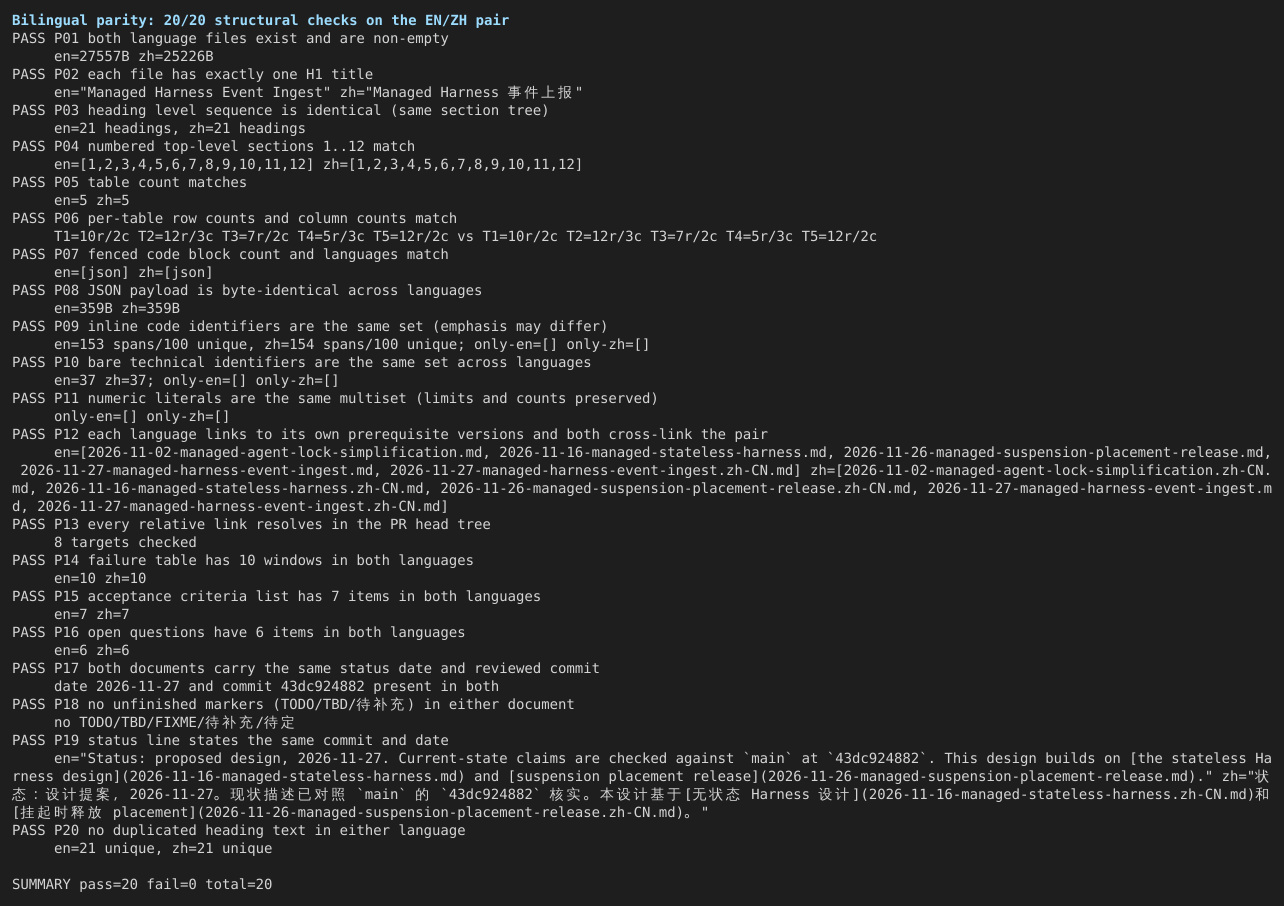 Bilingual parity: 20/20 structural checks on the EN/ZH pair
PASS P01 both language files exist and are non-empty
     en=27557B zh=25226B
PASS P02 each file has exactly one H1 title
     en="Managed Harness Event Ingest" zh="Managed Harness 事件上报"
PASS P03 heading level sequence is identical (same section tree)
     en=21 headings, zh=21 headings
PASS P04 numbered top-level sections 1..12 match
     en=[1,2,3,4,5,6,7,8,9,10,11,12] zh=[1,2,3,4,5,6,7,8,9,10,11,12]
PASS P05 table count matches
     en=5 zh=5
PASS P06 per-table row counts and column counts match
     T1=10r/2c T2=12r/3c T3=7r/2c T4=5r/3c T5=12r/2c vs T1=10r/2c T2=12r/3c T3=7r/2c T4=5r/3c T5=12r/2c
PASS P07 fenced code block count and languages match
     en=[json] zh=[json]
PASS P08 JSON payload is byte-identical across languages
     en=359B zh=359B
PASS P09 inline code identifiers are the same set (emphasis may differ)
     en=153 spans/100 unique, zh=154 spans/100 unique; only-en=[] only-zh=[]
PASS P10 bare technical identifiers are the same set across languages
     en=37 zh=37; only-en=[] only-zh=[]
PASS P11 numeric literals are the same multiset (limits and counts preserved)
     only-en=[] only-zh=[]
PASS P12 each language links to its own prerequisite versions and both cross-link the pair
     en=[2026-11-02-managed-agent-lock-simplification.md, 2026-11-16-managed-stateless-harness.md, 2026-11-26-managed-suspension-placement-release.md,
 2026-11-27-managed-harness-event-ingest.md, 2026-11-27-managed-harness-event-ingest.zh-CN.md] zh=[2026-11-02-managed-agent-lock-simplification.zh-CN.
md, 2026-11-16-managed-stateless-harness.zh-CN.md, 2026-11-26-managed-suspension-placement-release.zh-CN.md, 2026-11-27-managed-harness-event-ingest.m
d, 2026-11-27-managed-harness-event-ingest.zh-CN.md]
PASS P13 every relative link resolves in the PR head tree
     8 targets checked
PASS P14 failure table has 10 windows in both languages
     en=10 zh=10
PASS P15 acceptance criteria list has 7 items in both languages
     en=7 zh=7
PASS P16 open questions have 6 items in both languages
     en=6 zh=6
PASS P17 both documents carry the same status date and reviewed commit
     date 2026-11-27 and commit 43dc924882 present in both
PASS P18 no unfinished markers (TODO/TBD/待补充) in either document
     no TODO/TBD/FIXME/待补充/待定
PASS P19 status line states the same commit and date
     en="Status: proposed design, 2026-11-27. Current-state claims are checked against `main` at `43dc924882`. This design builds on [the stateless Ha
rness design](2026-11-16-managed-stateless-harness.md) and [suspension placement release](2026-11-26-managed-suspension-placement-release.md)." zh="状
态：设计提案，2026-11-27。现状描述已对照 `main` 的 `43dc924882` 核实。本设计基于[无状态 Harness 设计](2026-11-16-managed-stateless-harness.zh-CN.md)和
[挂起时释放 placement](2026-11-26-managed-suspension-placement-release.zh-CN.md)。"
PASS P20 no duplicated heading text in either language
     en=21 unique, zh=21 unique
SUMMARY pass=20 fail=0 total=20